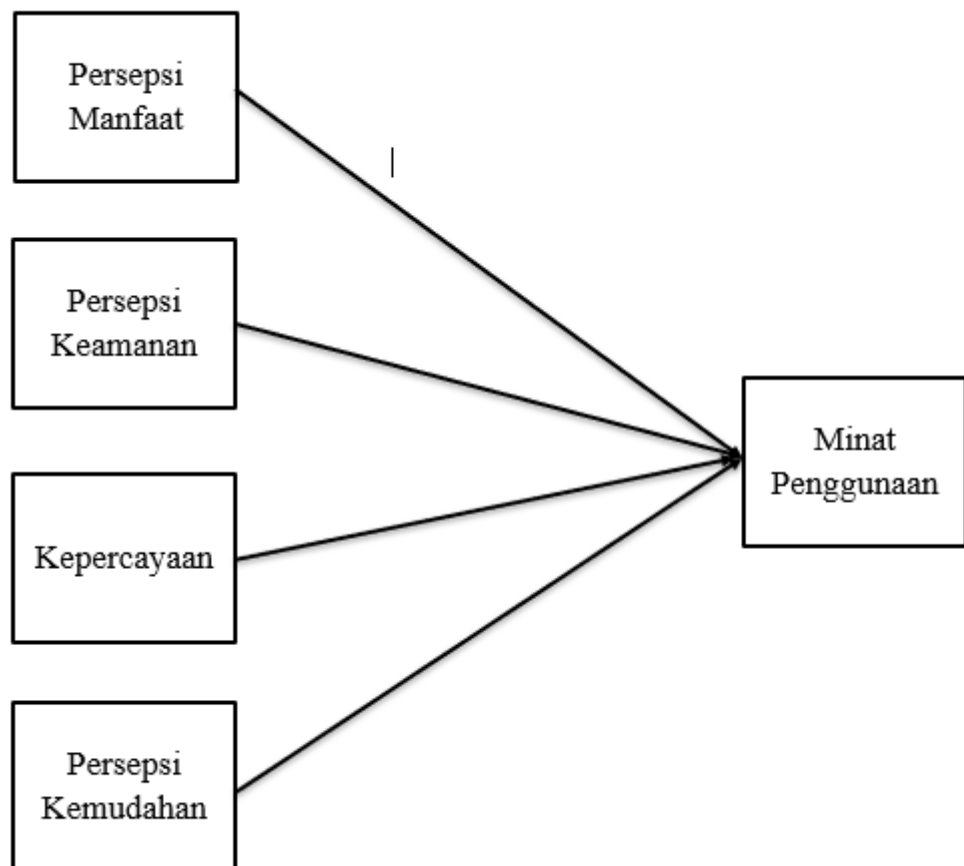 Persepsi
Manfaat
Persepsi
Keamanan
Kepercayaan
Persepsi
Kemudahan
Minat
Penggunaan